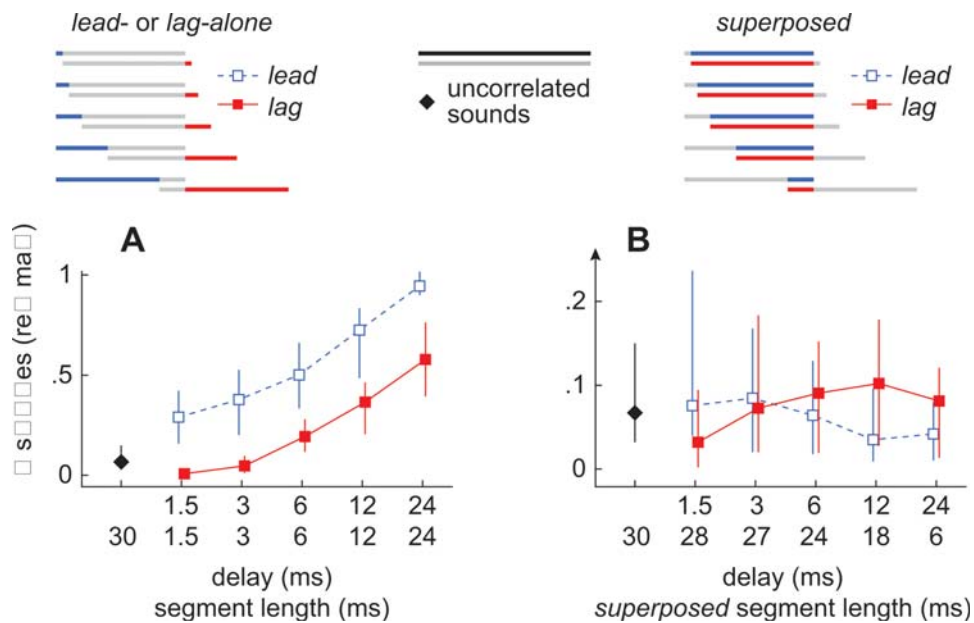 lead- or lag-alone
superposed
lead
lag
uncorrelated
sounds
lead
lag
A
B
1
.5
0
.2
.1
0
1.5 3 6 12 24
30 1.5 3 6 12 24
delay (ms)
segment length (ms)
1.5 3 6 12 24
30 28 27 24 18 6
delay (ms)
superposed segment length (ms)